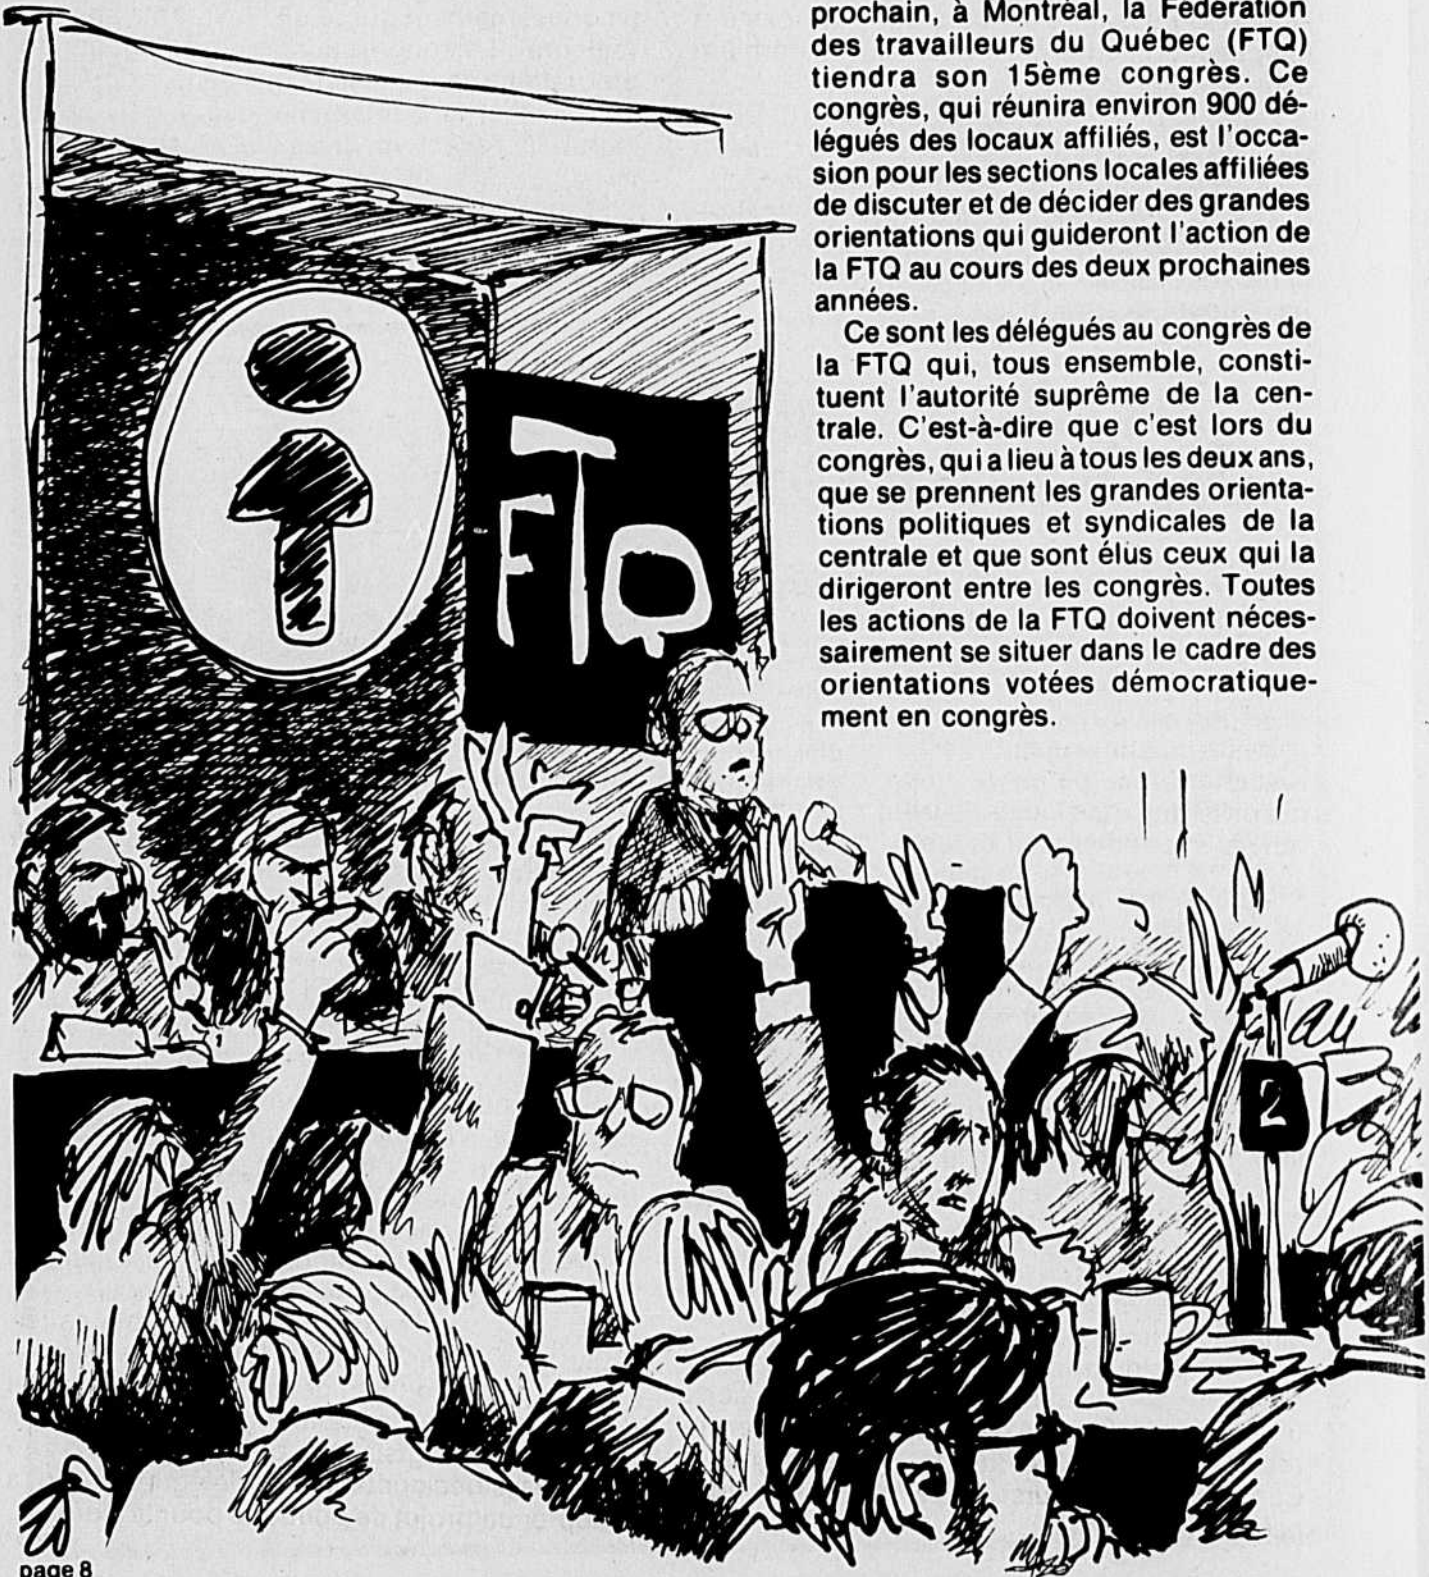 prochain, à Montréal, la Fédération
des travailleurs du Québec (FTQ)
tiendra son 15ème congrès. Ce
congrès, qui réunira environ 900 dé-
légués des locaux affiliés, est l'occa-
sion pour les sections locales affiliées
de discuter et de décider des grandes
orientations qui guideront l'action de
la FTQ au cours des deux prochaines
années.
Ce sont les délégués au congrès de
la FTQ qui, tous ensemble, consti-
tuent l'autorité suprême de la cen-
trale. C'est-à-dire que c'est lors du
congrès, qui a lieu à tous les deux ans,
que se prennent les grandes orienta-
tions politiques et syndicales de la
centrale et que sont élus ceux qui la
dirigeront entre les congrès. Toutes
les actions de la FTQ doivent néces-
sairement se situer dans le cadre des
orientations votées démocratique-
ment en congrès.
FTQ
2
page 8